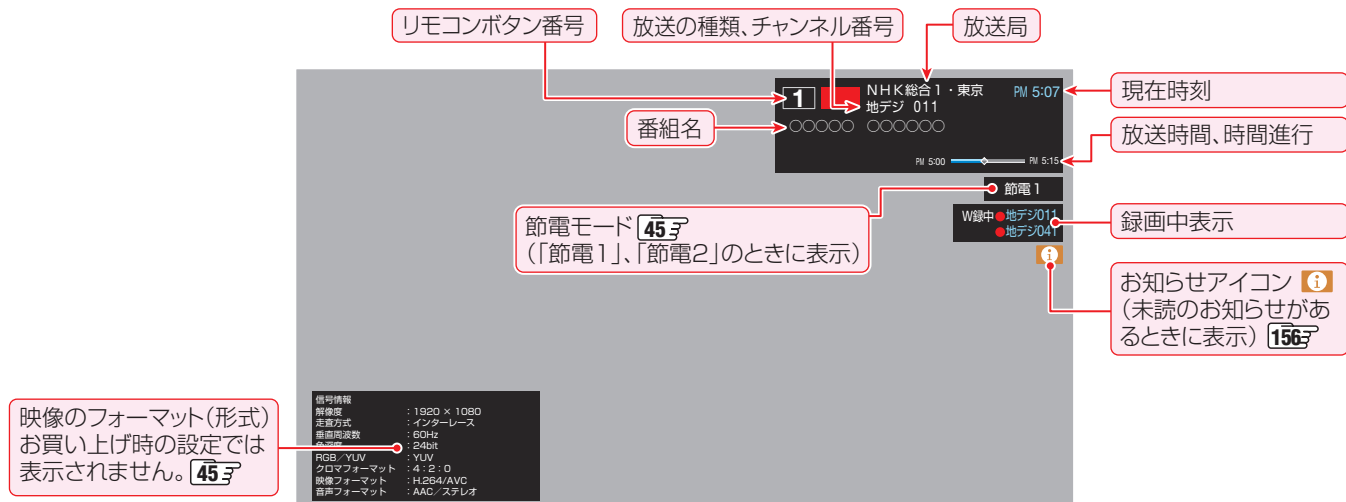 リモコンボタン番号
放送の種類、チャンネル番号
放送局
1
NHK総合1・東京
PM 5:07
地デジ 011
現在時刻
番組名
○○○○○ ○○○○○○
放送時間、時間進行
PM 5:00
PM 5:15
節電1
節電モード 45
(「節電1」、「節電2」のときに表示)
W録中●地デジ011
●地デジ041
録画中表示
お知らせアイコン
(未読のお知らせがあ
るときに表示) 156
映像のフォーマット(形式)
お買い上げ時の設定では
表示されません。 45
信号情報
解像度 :1920 × 1080
走査方式 :インターレース
垂直周波数 :60Hz
色深度 :24bit
RGB/YUV :YUV
クロマフォーマット :4:2:0
映像フォーマット :H.264/AVC
音声フォーマット :AAC/ステレオ